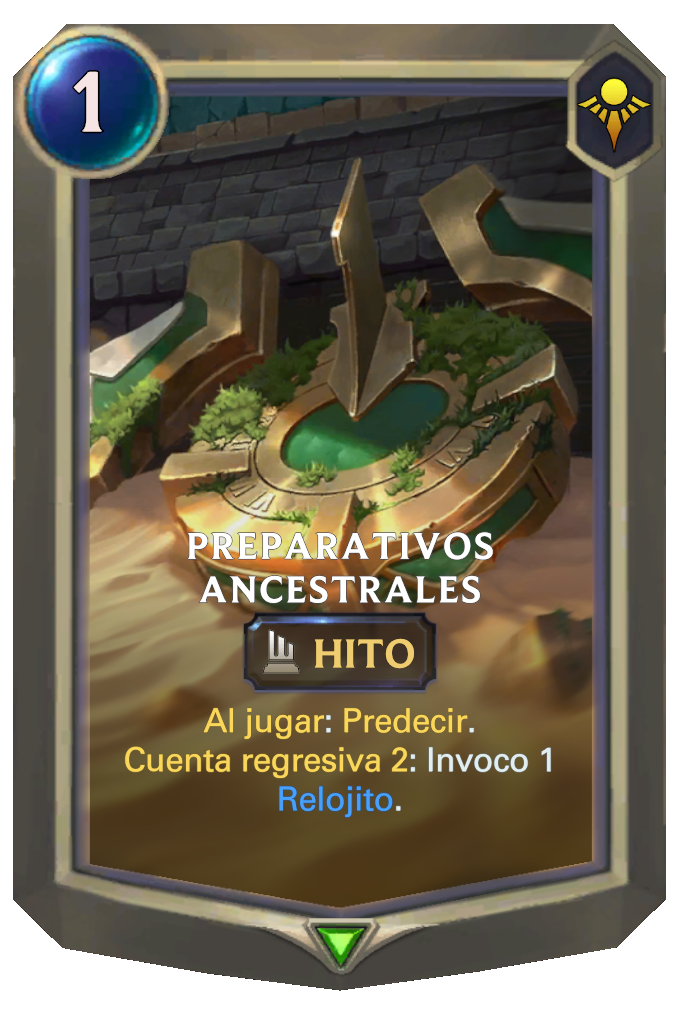 1
PREPARATIVOS
ANCESTRALES
HITO
Al jugar: Predecir.
Cuenta regresiva 2: Invoco 1
Relojito.